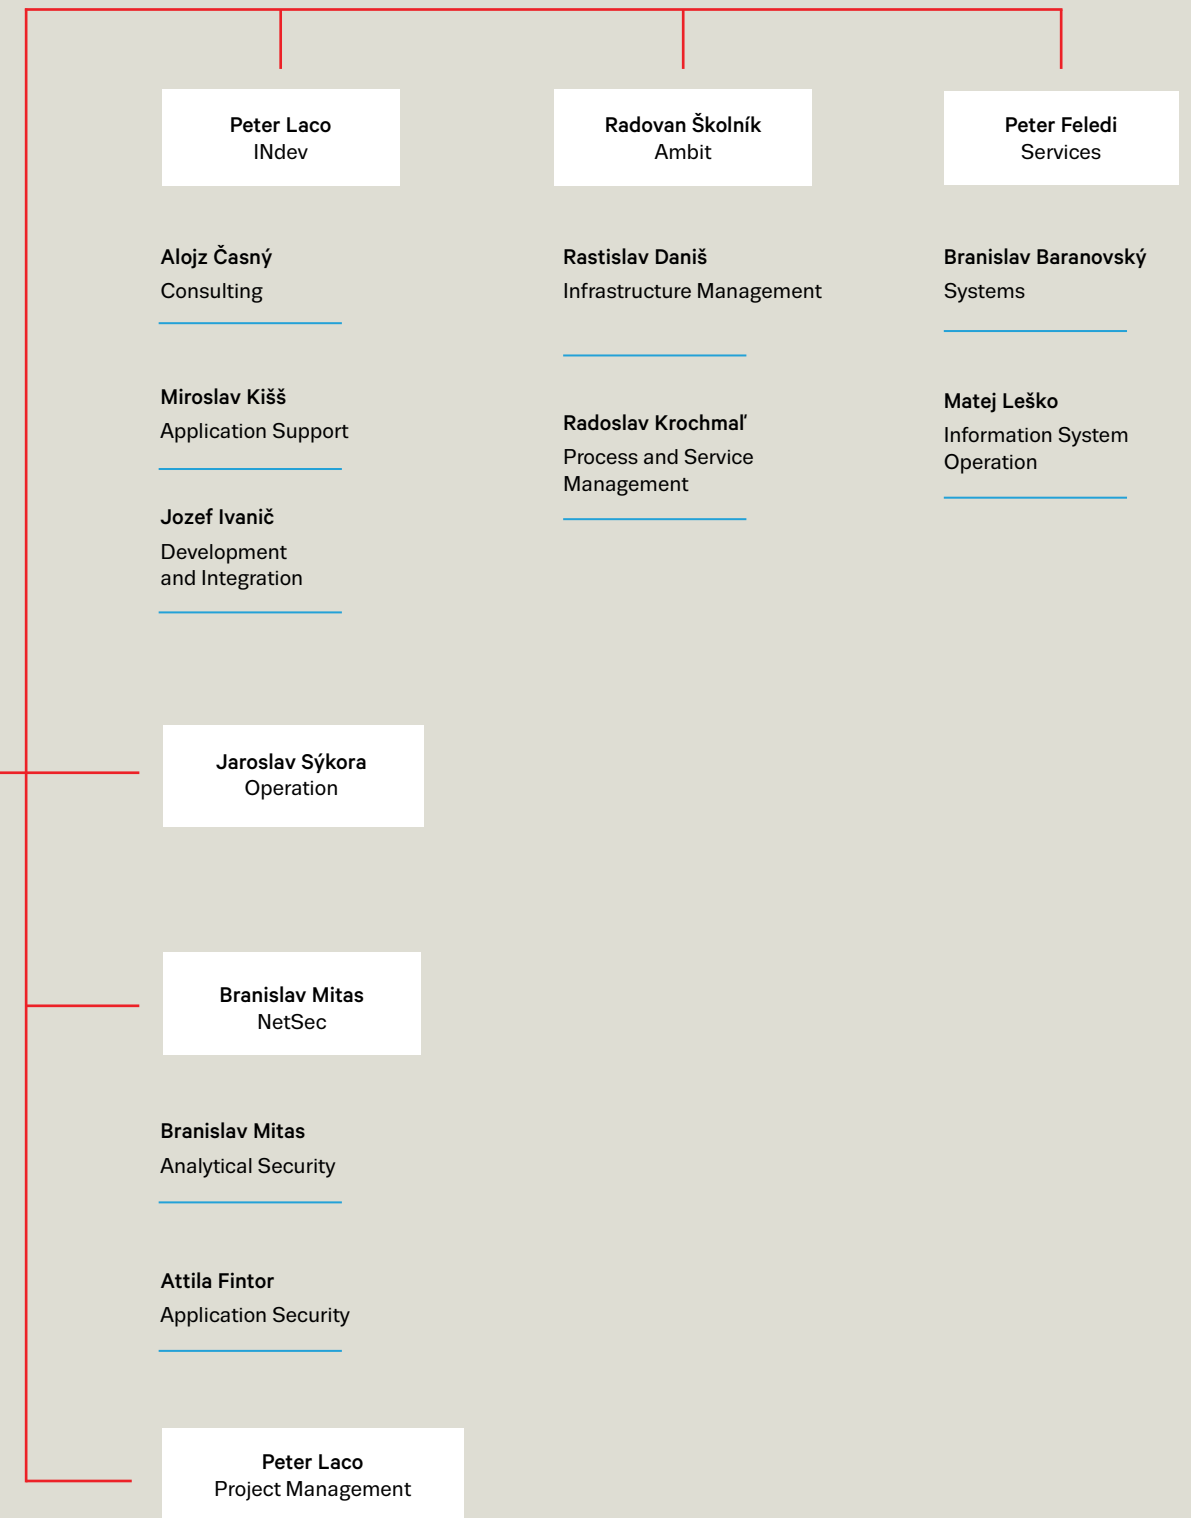 Peter Laco
INdev
Alojz Časný
Consulting
Miroslav Kišš
Application Support
Jozef Ivanič
Development
and Integration
Radovan Školník
Ambit
Rastislav Daniš
Infrastructure Management
Radoslav Krochmaľ
Process and Service
Management
Peter Feledi
Services
Branislav Baranovský
Systems
Matej Leško
Information System
Operation
Jaroslav Sýkora
Operation
Branislav Mitas
NetSec
Branislav Mitas
Analytical Security
Attila Fintor
Application Security
Peter Laco
Project Management